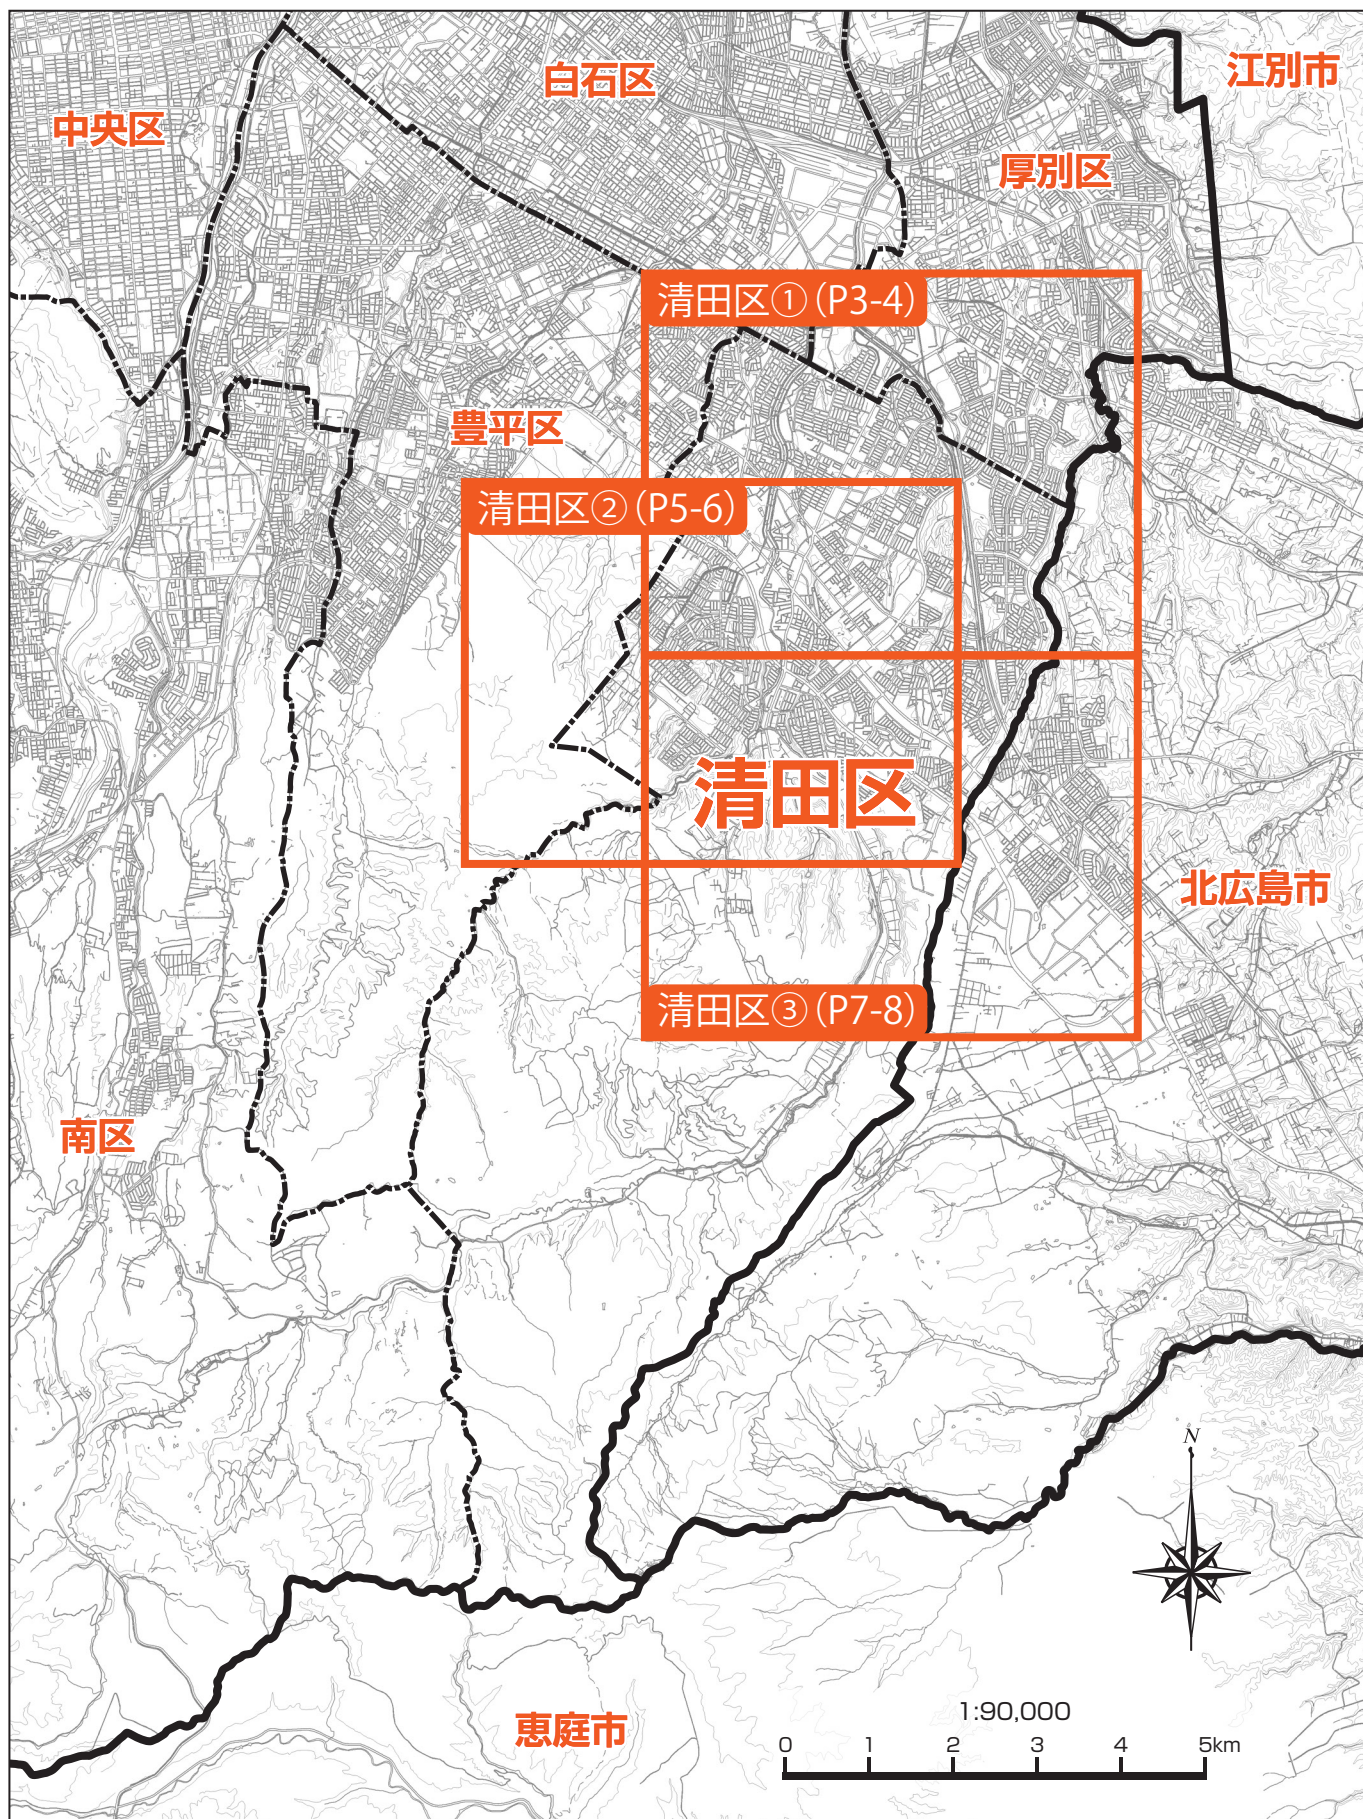 白石区
江別市
中央区
厚別区
清田区①(P3-4)
豊平区
清田区②(P5-6)
清田区
北広島市
清田区③(P7-8)
南区
N
恵庭市
1:90,000
0 1 2 3 4 5km